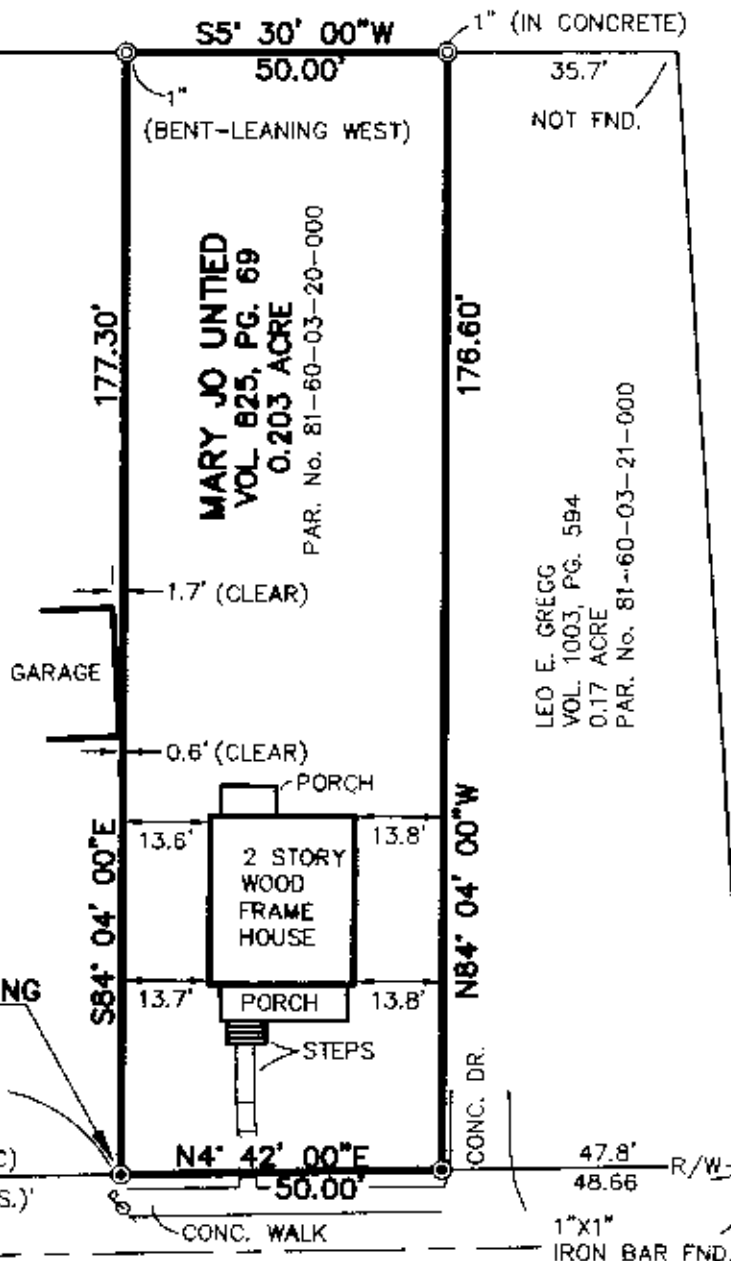 S5° 30' 00"W
50.00'
1" (IN CONCRETE)
35.7'
NOT FND.
1"
(BENT-LEANING WEST)
MARY JO UNTIED
VOL. 825, PG. 69
0.203 ACRE
PAR. No. 81-60-03-20-000
177.30'
176.60'
LEO E. GREGG
VOL. 1003, PG. 594
0.17 ACRE
PAR. No. 81-60-03-21-000
1.7' (CLEAR)
GARAGE
0.6' (CLEAR)
PORCH
13.6'
13.8'
2 STORY
WOOD
FRAME
HOUSE
S84° 04' 00"E
N84° 04' 00"W
NG
13.7'
PORCH
13.8'
STEPS
CONC. DR.
C)
N4° 42' 00"E
50.00'
47.8'
R/W
48.66
S.)'
CONC. WALK
1"X1"
IRON BAR FND.